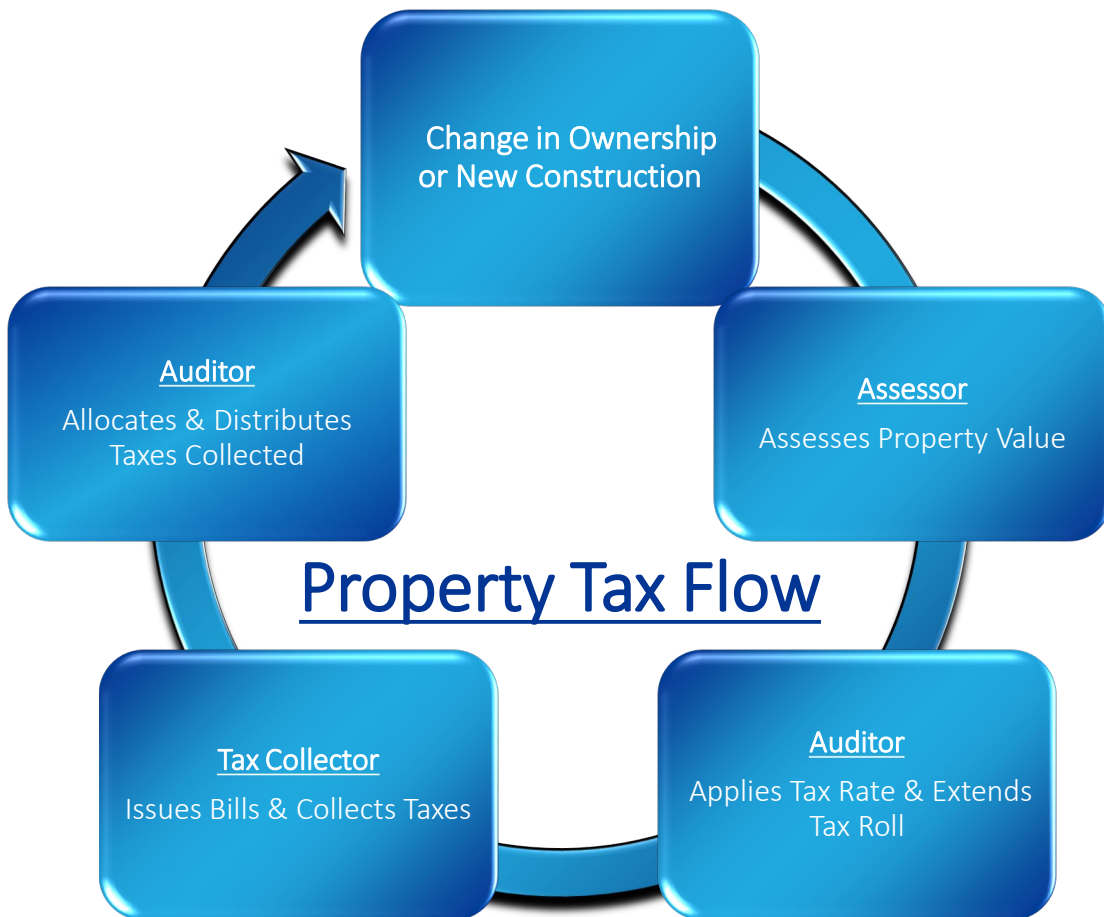 Change in Ownership
or New Construction
Assessor
Assesses Property Value
Auditor
Applies Tax Rate & Extends
Tax Roll
Tax Collector
Issues Bills & Collects Taxes
Auditor
Allocates & Distributes
Taxes Collected
Property Tax Flow